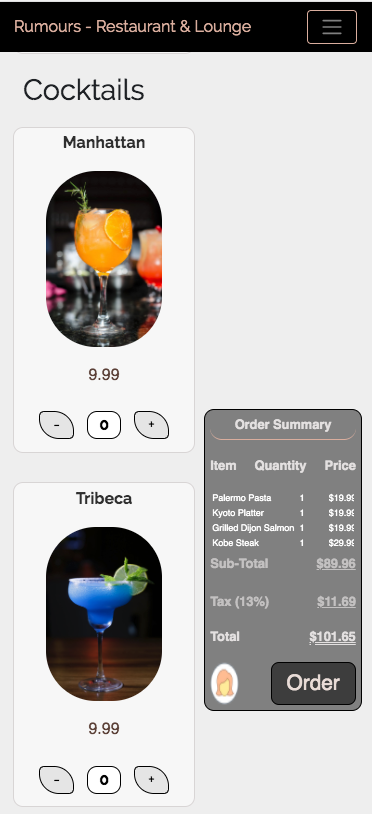 Rumours - Restaurant & Lounge
Cocktails
Manhattan
9.99
- 0 +
Tribeca
9.99
- 0 +
Order Summary
Item Quantity Price
Palermo Pasta 1 $19.99
Kyoto Platter 1 $19.99
Grilled Dijon Salmon 1 $19.99
Kobe Steak 1 $29.99
Sub-Total $89.96
Tax (13%) $11.69
Total $101.65
Order